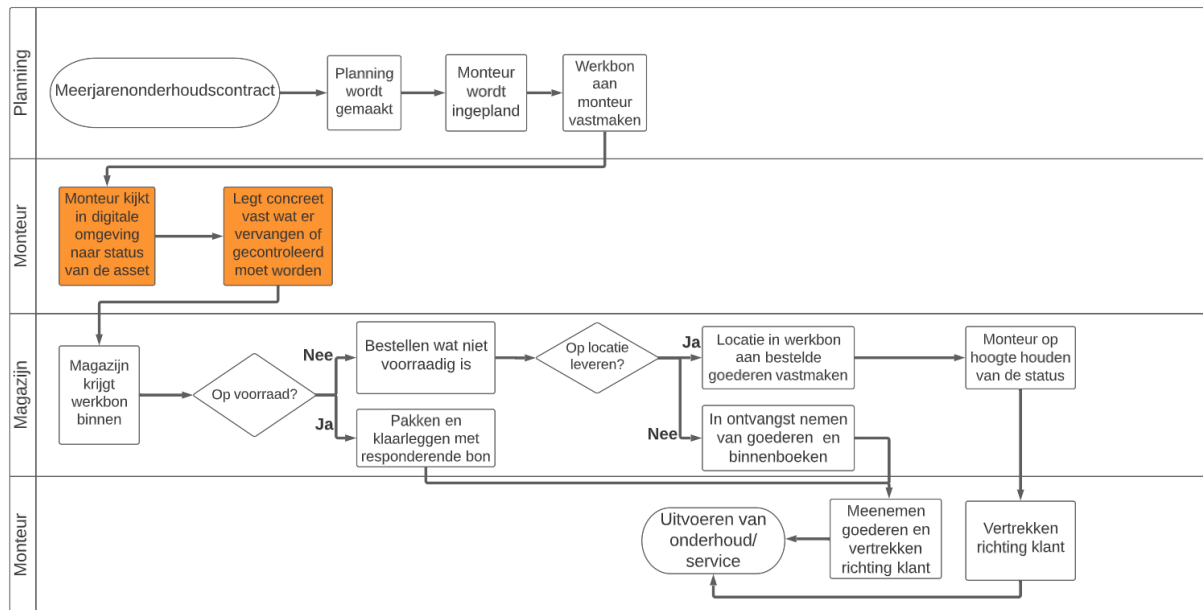 Planning
Meerjarenonderhoudscontract
Planning
wordt
gemaakt
Monteur
wordt
ingepland
Werkbon
aan
monteur
vastmaken
Monteur
Monteur kijkt
in digitale
omgeving
naar status
van de asset
Legt concreet
vast wat er
vervangen of
gecontroleerd
moet worden
Magazijn
Magazijn
krijgt
werkbon
binnen
Op voorraad?
Nee
Bestellen wat niet
voorraadig is
Ja
Pakken en
klaarleggen met
responderende bon
Op locatie
leveren?
Ja
Locatie in werkbon
aan bestelde
goederen vastmaken
Nee
In ontvangst nemen
van goederen en
binnenboeken
Monteur op
hoogte houden
van de status
Monteur
Uitvoeren van
onderhoud/
service
Meenemen
goederen en
vertrekken
richting klant
Vertrekken
richting klant